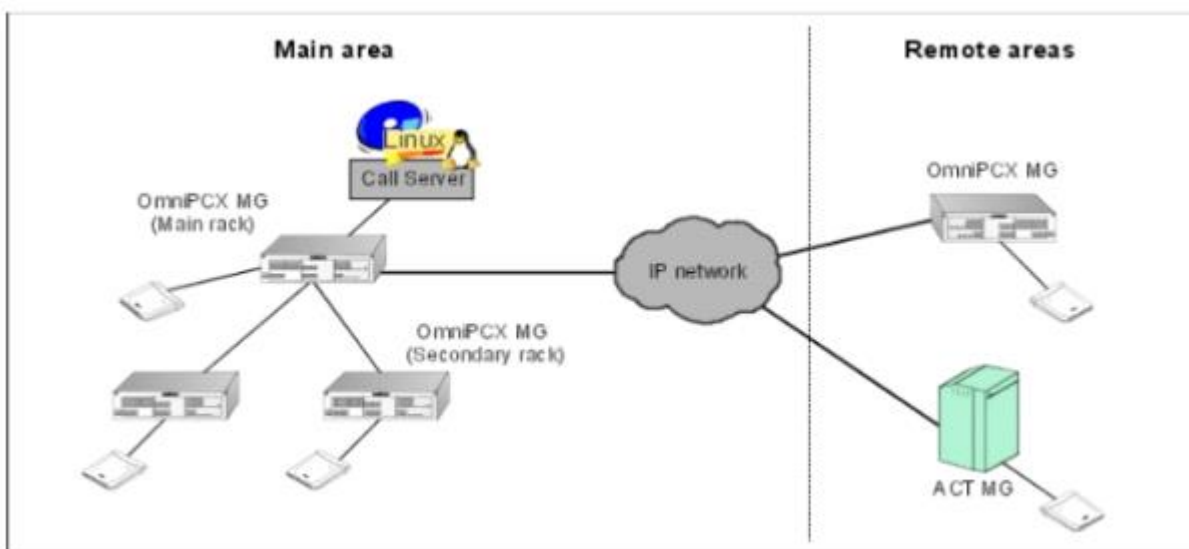 Main area
Remote areas
Linux
Call Server
OmniPCX MG
(Main rack)
OmniPCX MG
IP network
OmniPCX MG
(Secondary rack)
ACT MG